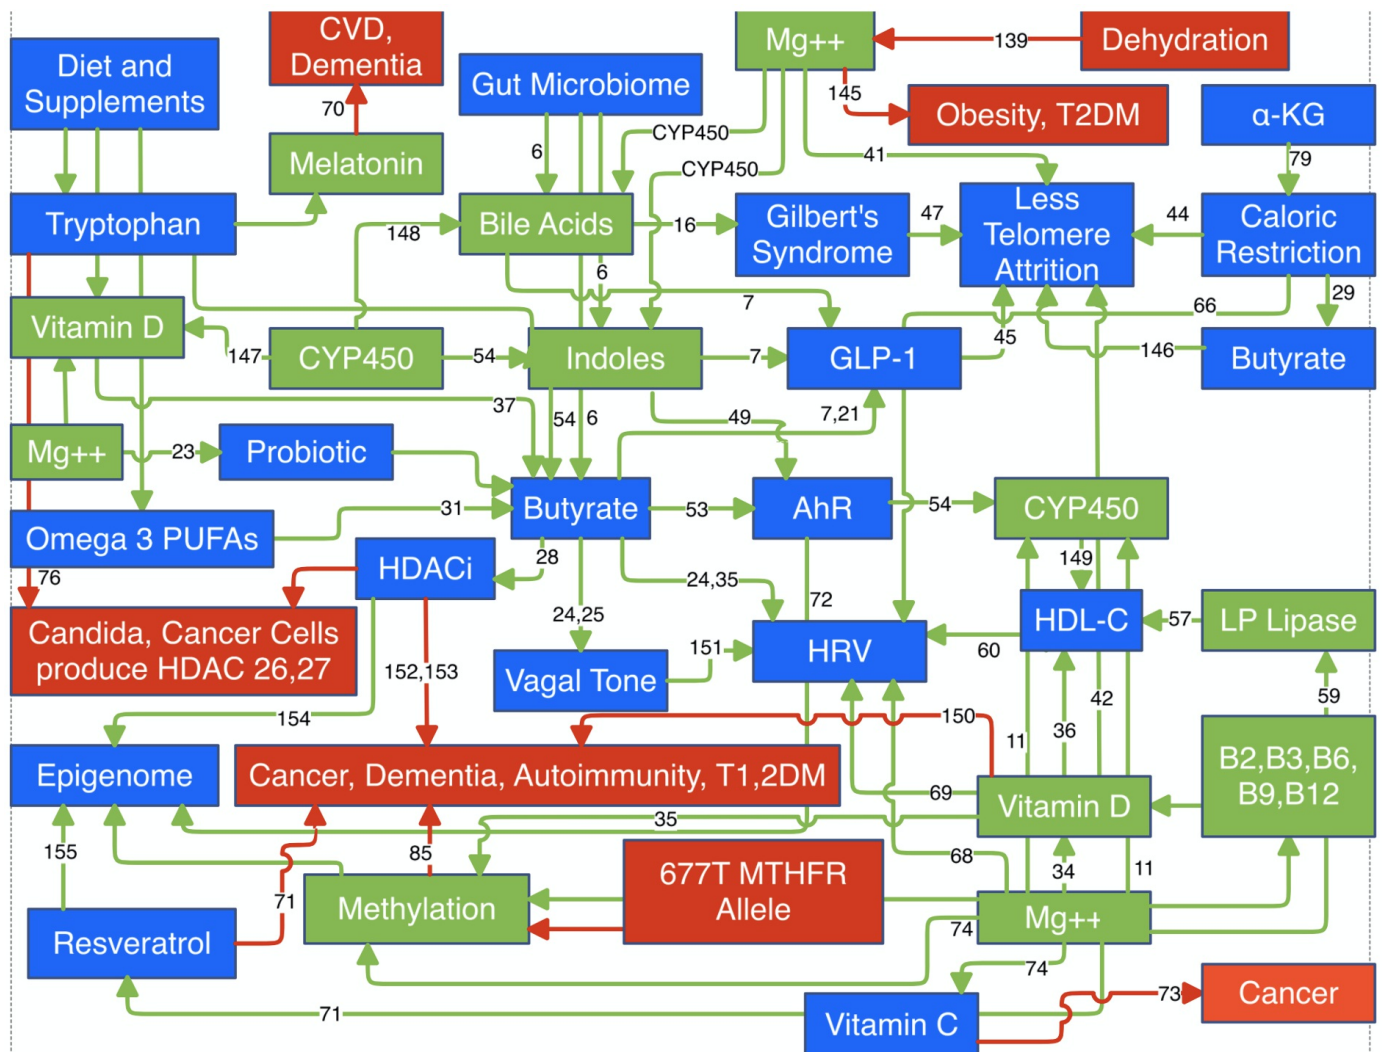 CVD,
Dementia
Mg++
139
Dehydration
Diet and
Supplements
Gut Microbiome
70
145
Obesity, T2DM
α-KG
CYP450
6
Melatonin
CYP450
41
79
Tryptophan
148
Bile Acids
16
Gilbert's
Syndrome
47
Less
Telomere
Attrition
44
Caloric
Restriction
6
7
66
29
Vitamin D
147
CYP450
54
Indoles
7
GLP-1
45
146
Butyrate
37
54
6
49
7,21
Mg++
23
Probiotic
Omega 3 PUFAs
31
Butyrate
53
AhR
54
CYP450
76
HDACi
28
24,35
149
Candida, Cancer Cells
produce HDAC 26,27
24,25
72
HDL-C
57
LP Lipase
152,153
Vagal Tone
151
HRV
60
154
150
11
36
42
59
Epigenome
Cancer, Dementia, Autoimmunity, T1,2DM
69
Vitamin D
B2,B3,B6,
B9,B12
35
155
85
677T MTHFR
Allele
68
34
11
71
Methylation
74
Mg++
Resveratrol
74
71
Vitamin C
73
Cancer